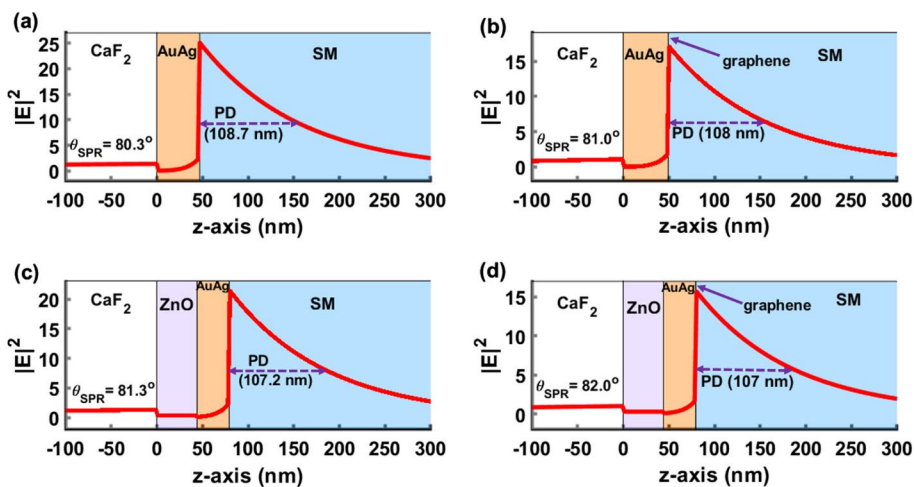 (a)
CaF2
AuAg
SM
|E|²
25
20
15
10
5
0
PD
(108.7 nm)
θSPR = 80.3°
-100 -50 0 50 100 150 200 250 300
z-axis (nm)
(b)
CaF2
AuAg
graphene
SM
|E|²
15
10
5
0
PD (108 nm)
θSPR = 81.0°
-100 -50 0 50 100 150 200 250 300
z-axis (nm)
(c)
CaF2
ZnO
AuAg
SM
|E|²
20
15
10
5
0
PD
(107.2 nm)
θSPR = 81.3°
-100 -50 0 50 100 150 200 250 300
z-axis (nm)
(d)
CaF2
ZnO
AuAg
graphene
SM
|E|²
15
10
5
0
PD (107 nm)
θSPR = 82.0°
-100 -50 0 50 100 150 200 250 300
z-axis (nm)